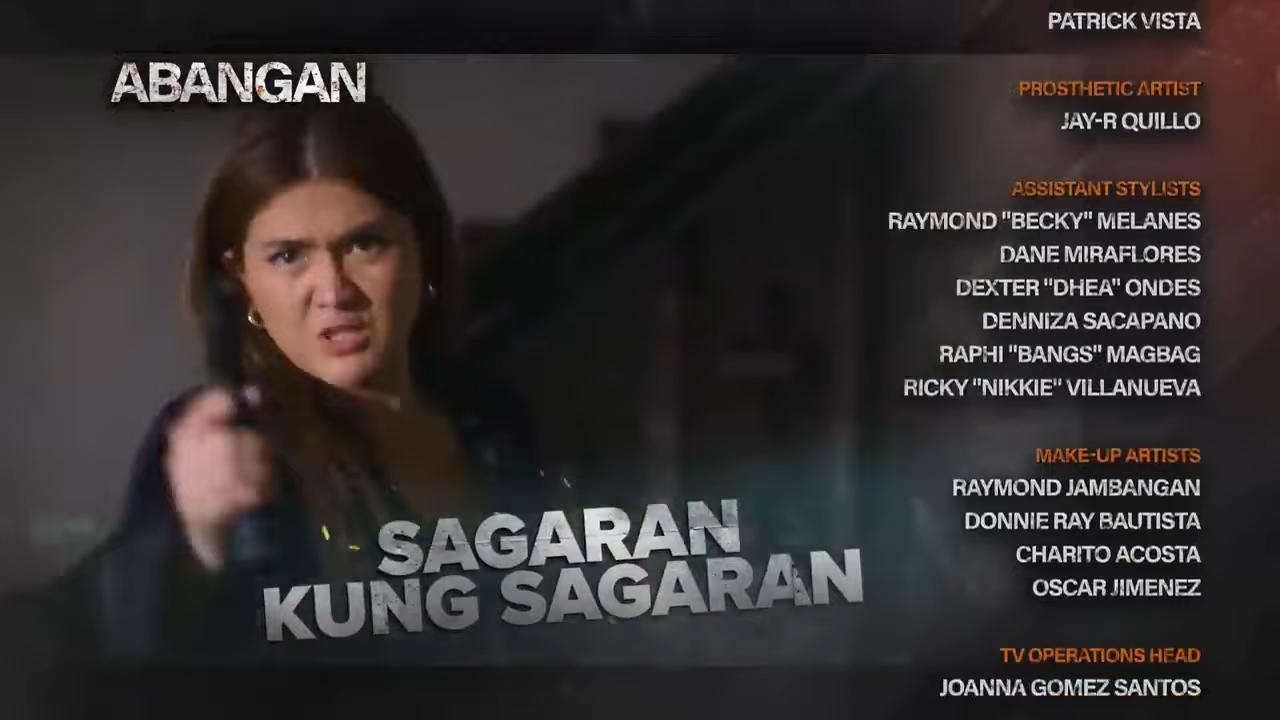 ABANGAN
SAGARAN
KUNG SAGARAN
PATRICK VISTA
PROSTHETIC ARTIST
JAY-R QUILLO
ASSISTANT STYLISTS
RAYMOND "BECKY" MELANES
DANE MIRAFLORES
DEXTER "DHEA" ONDES
DENNIZA SACAPANO
RAPHI "BANGS" MAGBAG
RICKY "NIKKIE" VILLANUEVA
MAKE-UP ARTISTS
RAYMOND JAMBANGAN
DONNIE RAY BAUTISTA
CHARITO ACOSTA
OSCAR JIMENEZ
TV OPERATIONS HEAD
JOANNA GOMEZ SANTOS